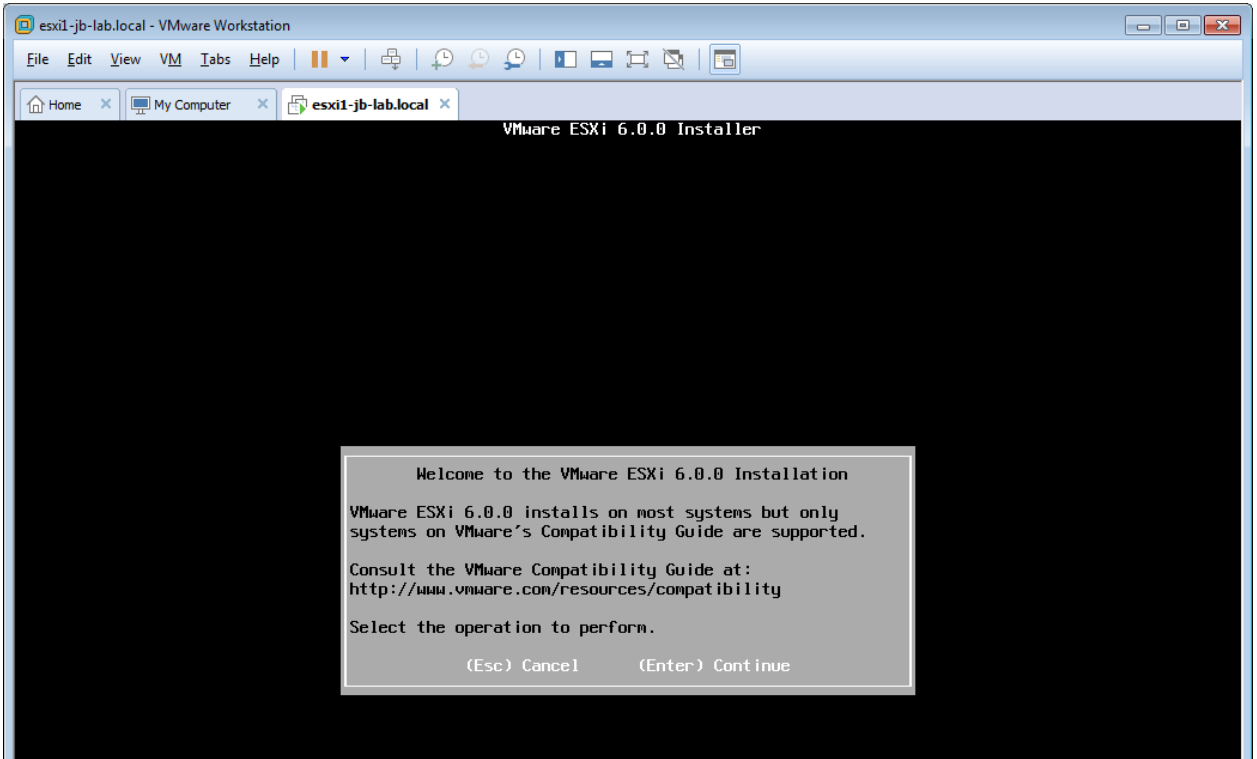 esxi1-jb-lab.local - VMware Workstation
File Edit View VM Tabs Help
Home My Computer esxi1-jb-lab.local
VMware ESXi 6.0.0 Installer
Welcome to the VMware ESXi 6.0.0 Installation
VMware ESXi 6.0.0 installs on most systems but only
systems on VMware's Compatibility Guide are supported.
Consult the VMware Compatibility Guide at:
http://www.vmware.com/resources/compatibility
Select the operation to perform.
(Esc) Cancel (Enter) Continue